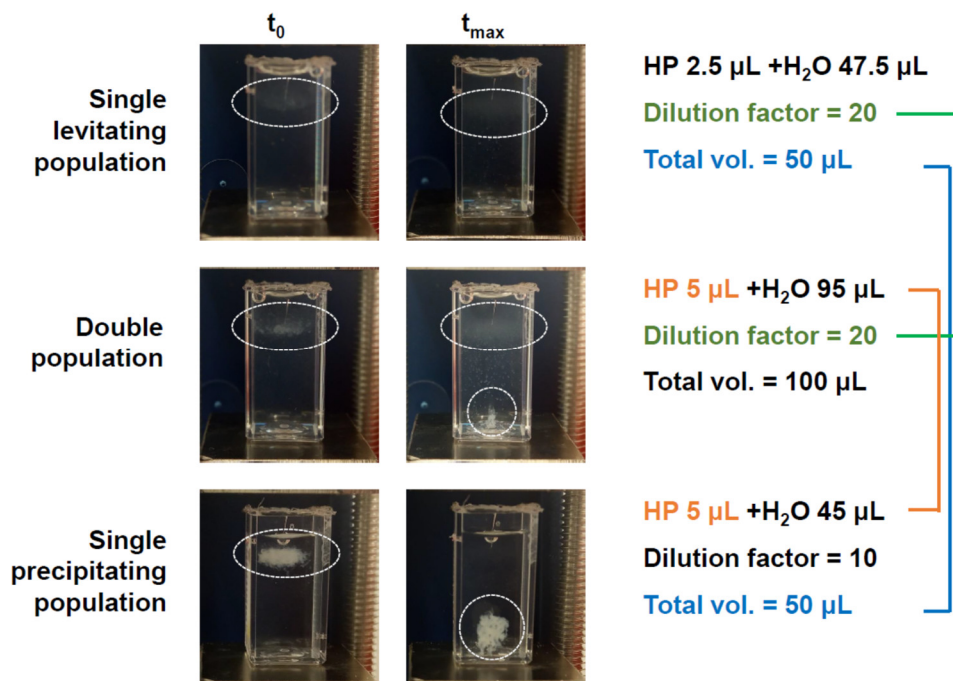 t₀
t_max
Single
levitating
population
HP 2.5 µL +H₂O 47.5 µL
Dilution factor = 20
Total vol. = 50 µL
Double
population
HP 5 µL +H₂O 95 µL
Dilution factor = 20
Total vol. = 100 µL
Single
precipitating
population
HP 5 µL +H₂O 45 µL
Dilution factor = 10
Total vol. = 50 µL